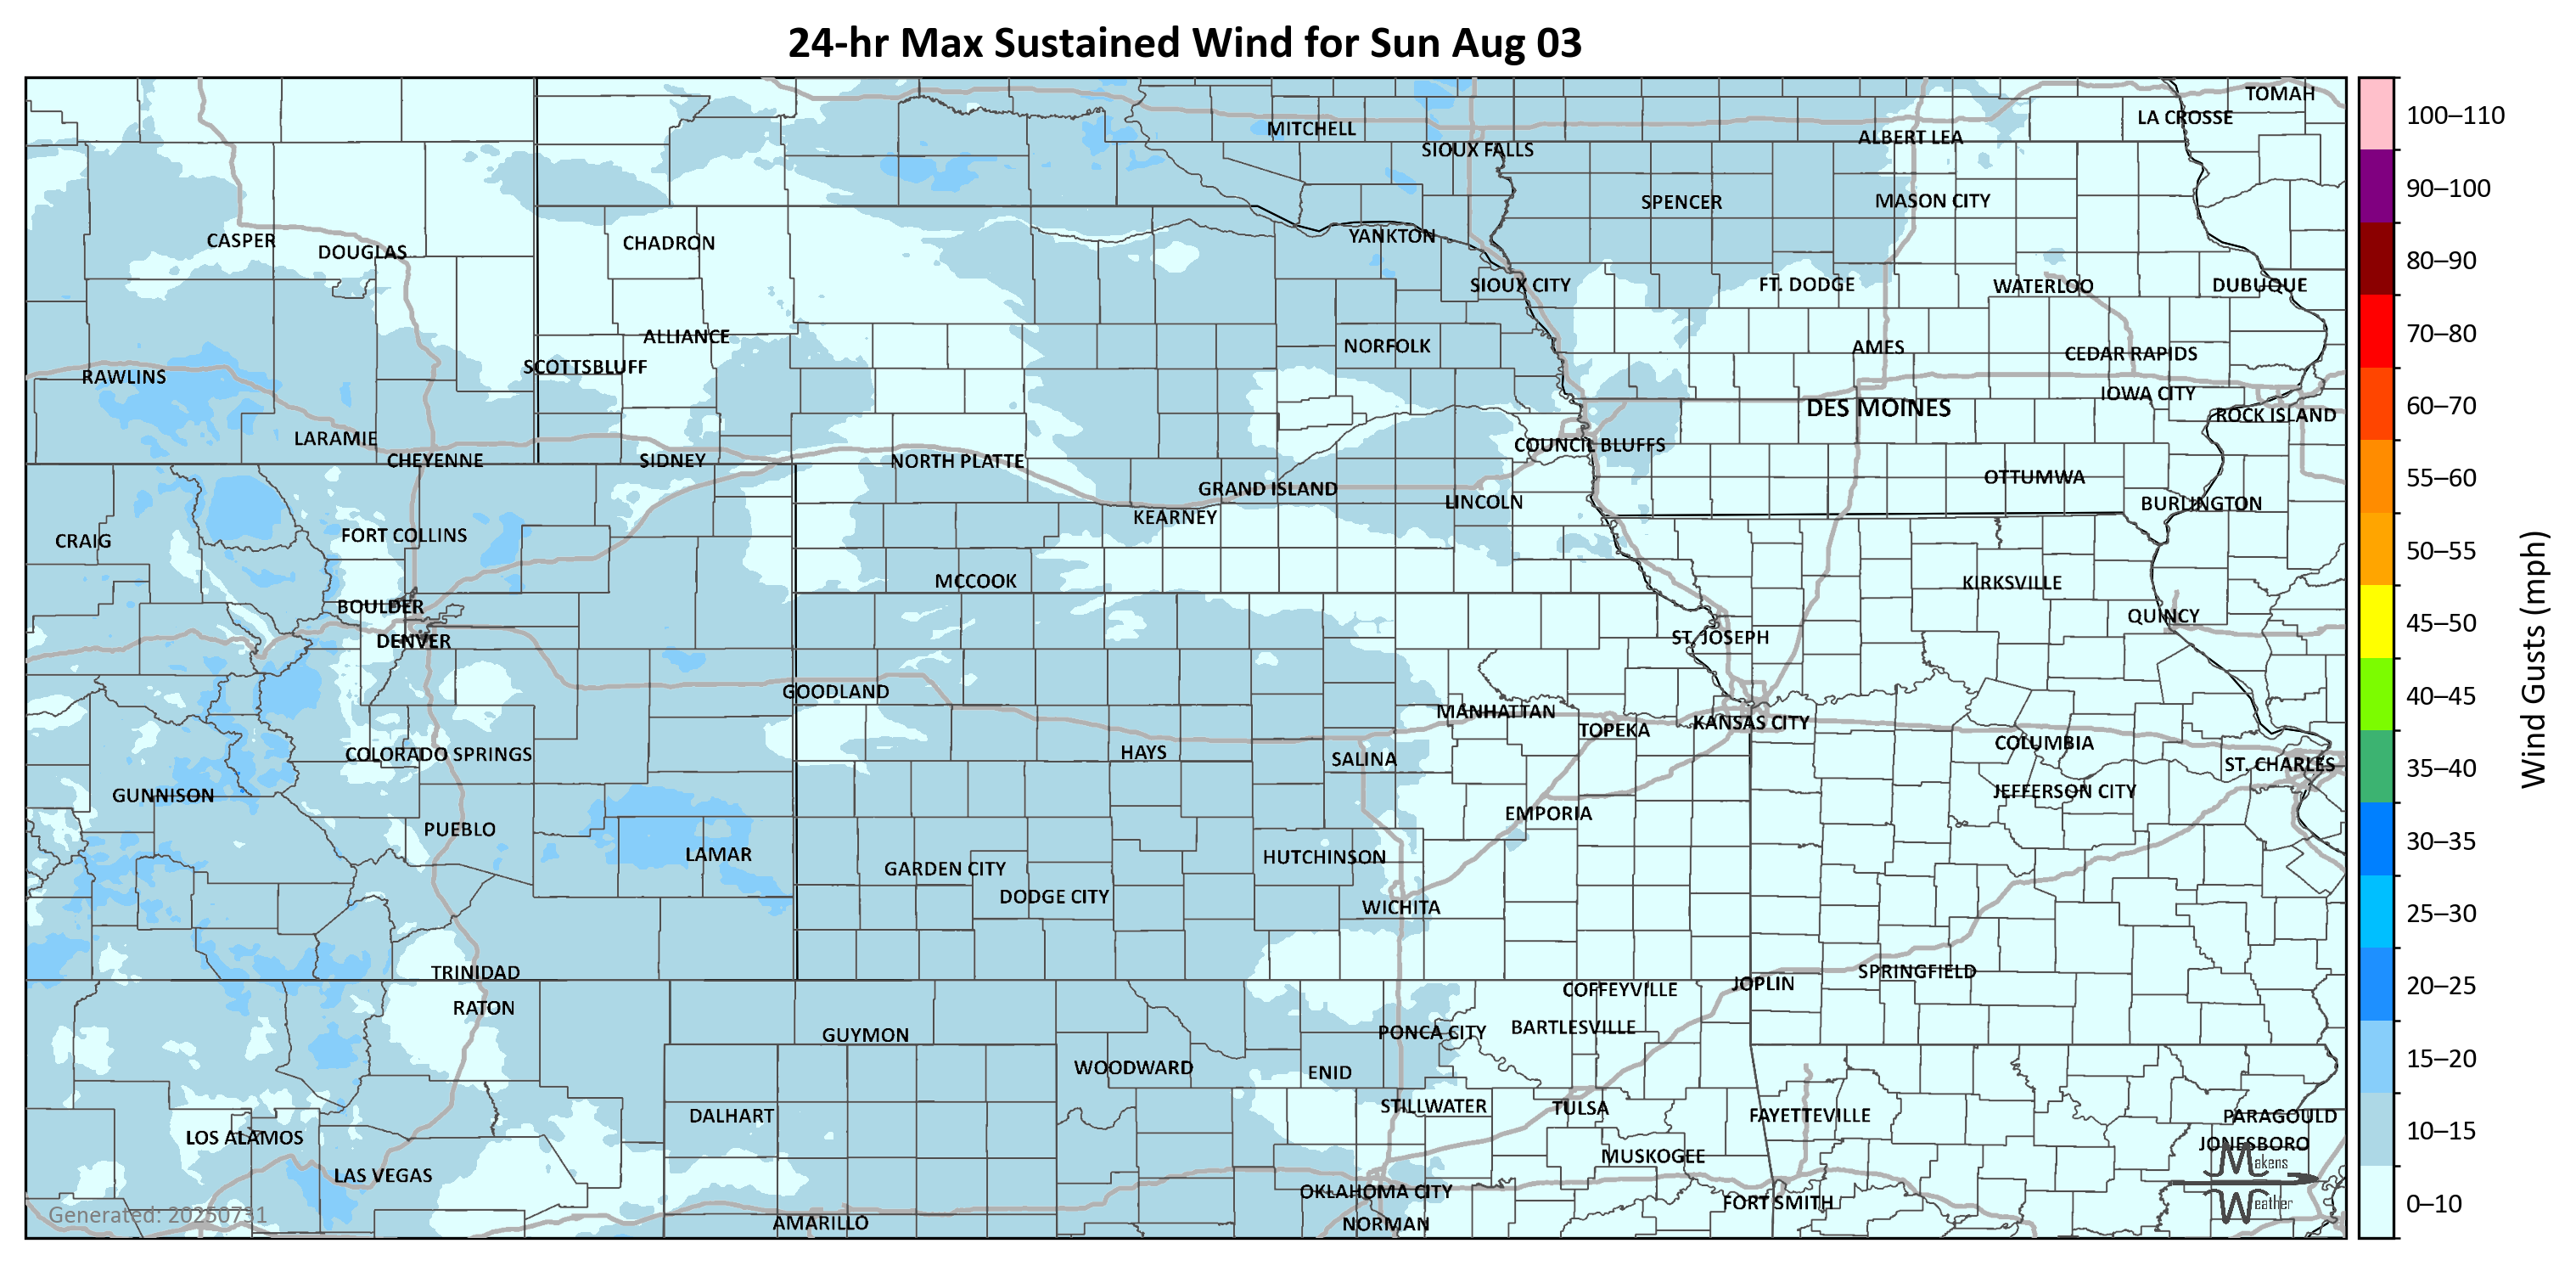 24-hr Max Sustained Wind for Sun Aug 03
TOMAH
LA CROSSE
MITCHELL
ALBERT LEA
SIOUX FALLS
SPENCER
MASON CITY
CASPER
DOUGLAS
CHADRON
YANKTON
SIOUX CITY
FT. DODGE
WATERLOO
DUBUQUE
ALLIANCE
NORFOLK
AMES
CEDAR RAPIDS
RAWLINS
SCOTTSBLUFF
IOWA CITY
DES MOINES
ROCK ISLAND
LARAMIE
COUNCIL BLUFFS
CHEYENNE
SIDNEY
NORTH PLATTE
OTTUMWA
GRAND ISLAND
LINCOLN
BURLINGTON
KEARNEY
CRAIG
FORT COLLINS
MCCOOK
KIRKSVILLE
BOULDER
QUINCY
DENVER
ST. JOSEPH
GOODLAND
MANHATTAN
TOPEKA
KANSAS CITY
COLORADO SPRINGS
HAYS
SALINA
COLUMBIA
ST. CHARLES
GUNNISON
JEFFERSON CITY
PUEBLO
EMPORIA
LAMAR
GARDEN CITY
HUTCHINSON
DODGE CITY
WICHITA
TRINIDAD
SPRINGFIELD
JOPLIN
COFFEYVILLE
RATON
GUYMON
PONCA CITY
BARTLESVILLE
WOODWARD
ENID
DALHART
STILLWATER
TULSA
FAYETTEVILLE
PARAGOULD
LOS ALAMOS
JONESBORO
MUSKOGEE
LAS VEGAS
OKLAHOMA CITY
FORT SMITH
AMARILLO
NORMAN
Generated: 20250731
Makens
Weather
100–110
90–100
80–90
70–80
60–70
55–60
50–55
45–50
40–45
35–40
30–35
25–30
20–25
15–20
10–15
0–10
Wind Gusts (mph)